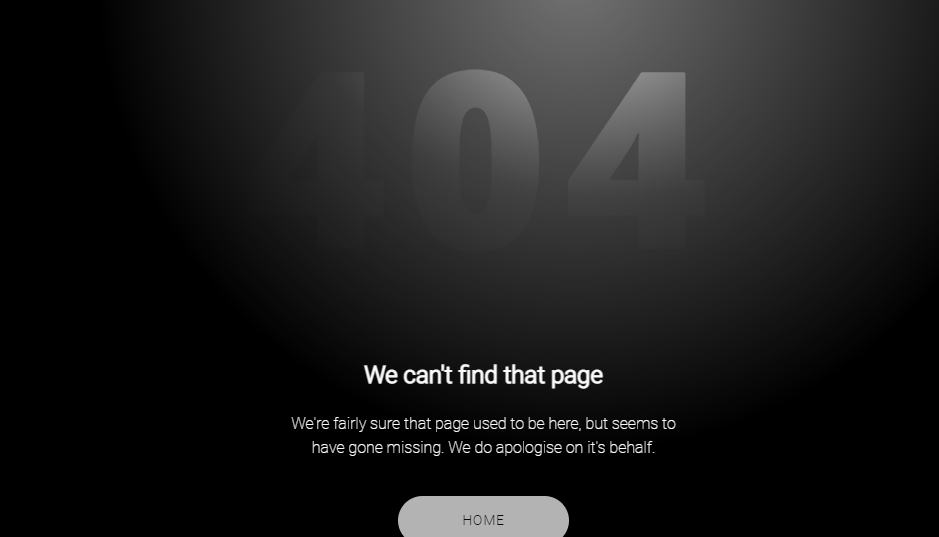 404
We can't find that page
We're fairly sure that page used to be here, but seems to
have gone missing. We do apologise on it's behalf.
HOME